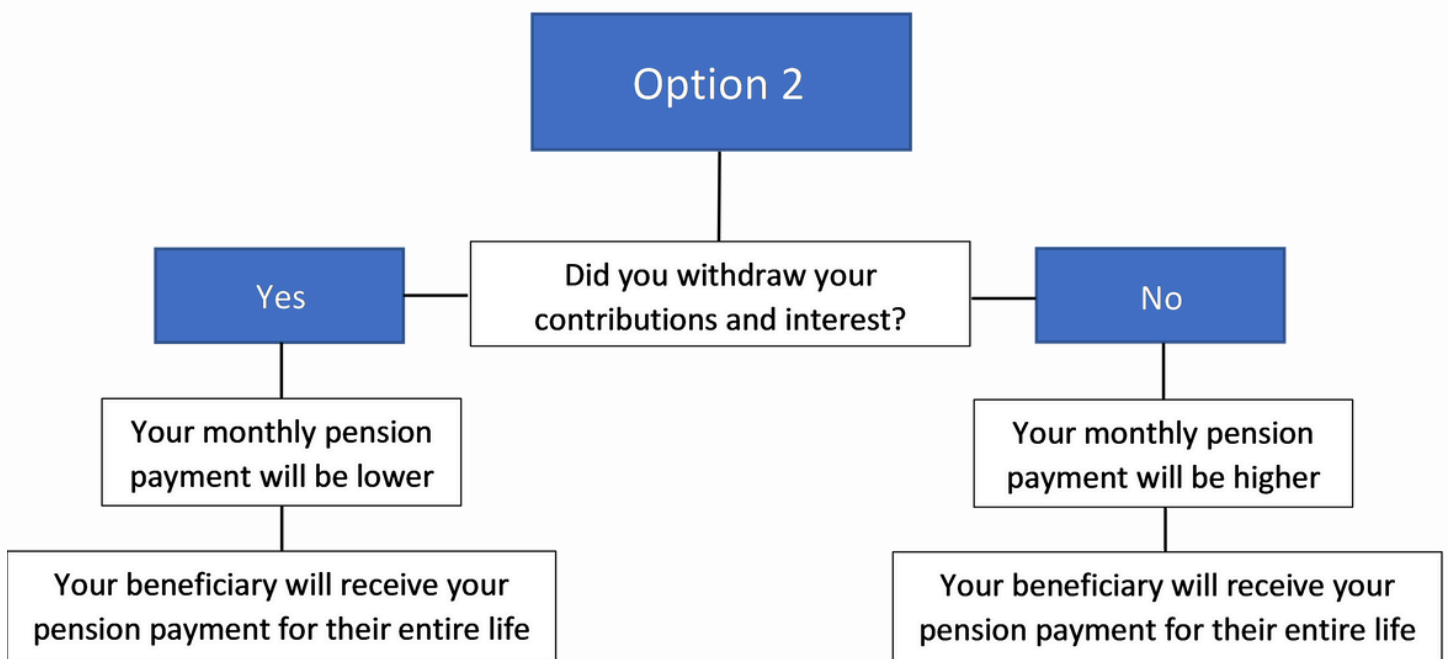 Option 2
Did you withdraw your
contributions and interest?
Yes
No
Your monthly pension
payment will be lower
Your monthly pension
payment will be higher
Your beneficiary will receive your
pension payment for their entire life
Your beneficiary will receive your
pension payment for their entire life